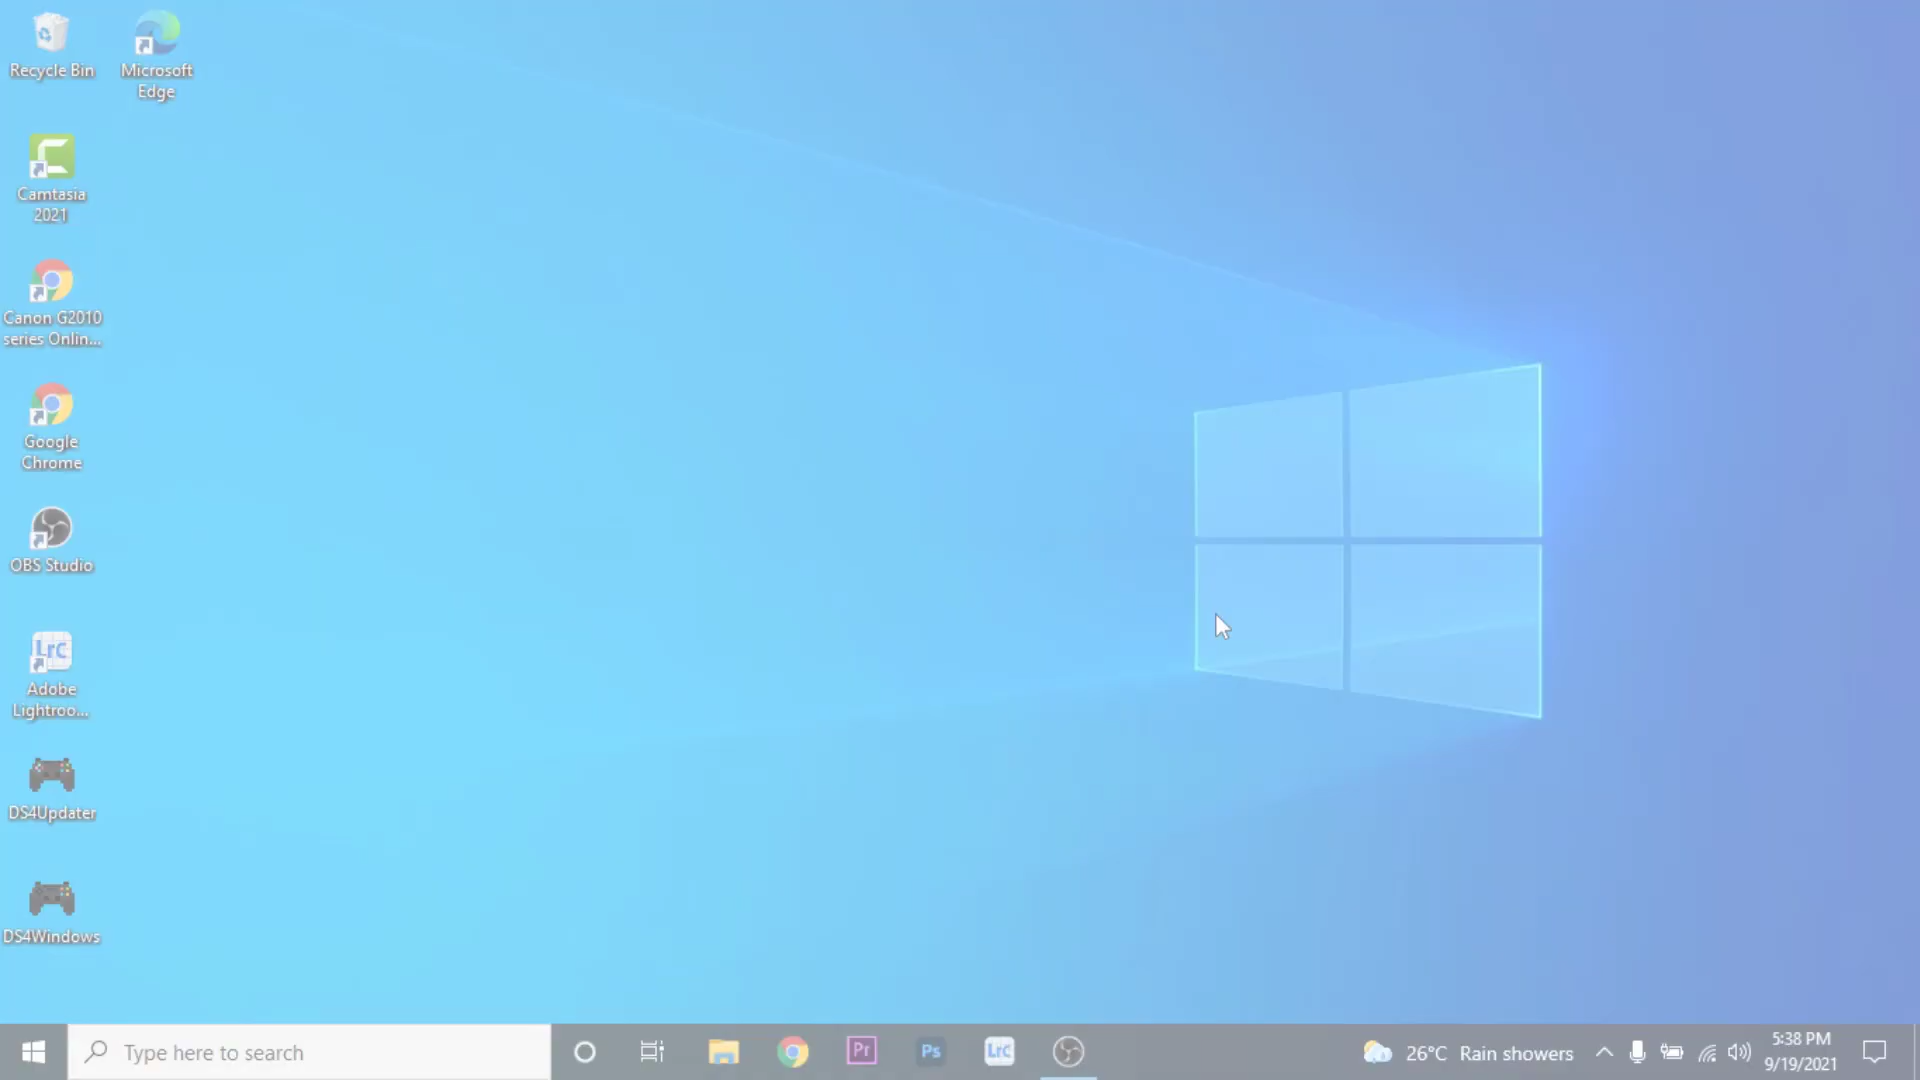 Recycle Bin
Microsoft
Edge
Camtasia
2021
Canon G2010
series Onlin...
Google
Chrome
OBS Studio
LrC
Adobe
Lightroo...
DS4Updater
DS4Windows
Type here to search
Pr
Ps
LrC
26°C Rain showers
5:38 PM
9/19/2021